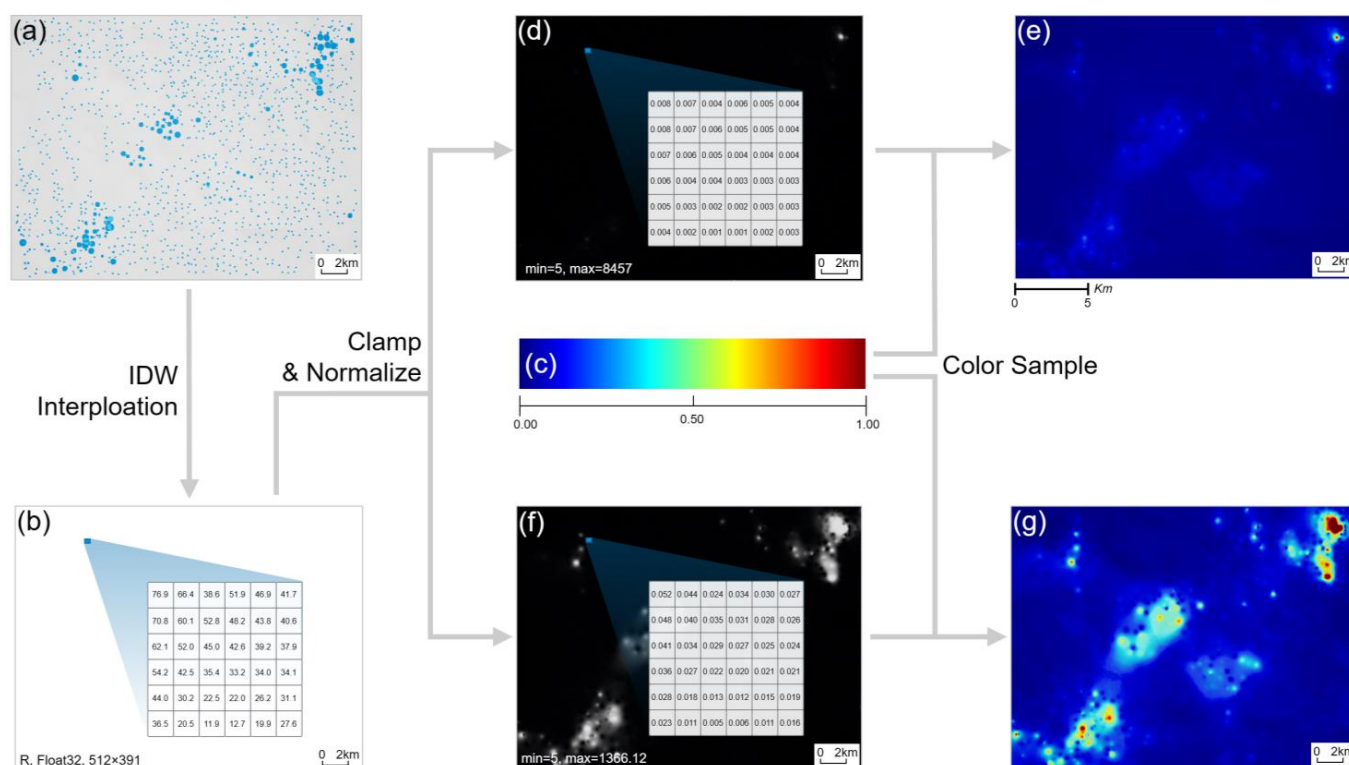 (a)
0 2km
IDW
Interploation
(b)
76.9 66.4 38.6 51.9 46.9 41.7
70.8 60.1 52.8 48.2 43.8 40.6
62.1 52.0 45.0 42.6 39.2 37.9
54.2 42.5 35.4 33.2 34.0 34.1
44.0 30.2 22.5 22.0 26.2 31.1
36.5 20.5 11.9 12.7 19.9 27.6
R, Float32, 512×391
0 2km
Clamp
& Normalize
(d)
0.008 0.007 0.004 0.006 0.005 0.004
0.008 0.007 0.006 0.005 0.005 0.004
0.007 0.006 0.005 0.004 0.004 0.004
0.006 0.004 0.004 0.003 0.003 0.003
0.005 0.003 0.002 0.002 0.003 0.003
0.004 0.002 0.001 0.001 0.002 0.003
min=5, max=8457
0 2km
(c)
0.00 0.50 1.00
Color Sample
(f)
0.052 0.044 0.024 0.034 0.030 0.027
0.048 0.040 0.035 0.031 0.028 0.026
0.041 0.034 0.029 0.027 0.025 0.024
0.036 0.027 0.022 0.020 0.021 0.021
0.028 0.018 0.013 0.012 0.015 0.019
0.023 0.011 0.005 0.006 0.011 0.016
min=5, max=1366.12
0 2km
(e)
0 2km
Km
0 5
(g)
0 2km